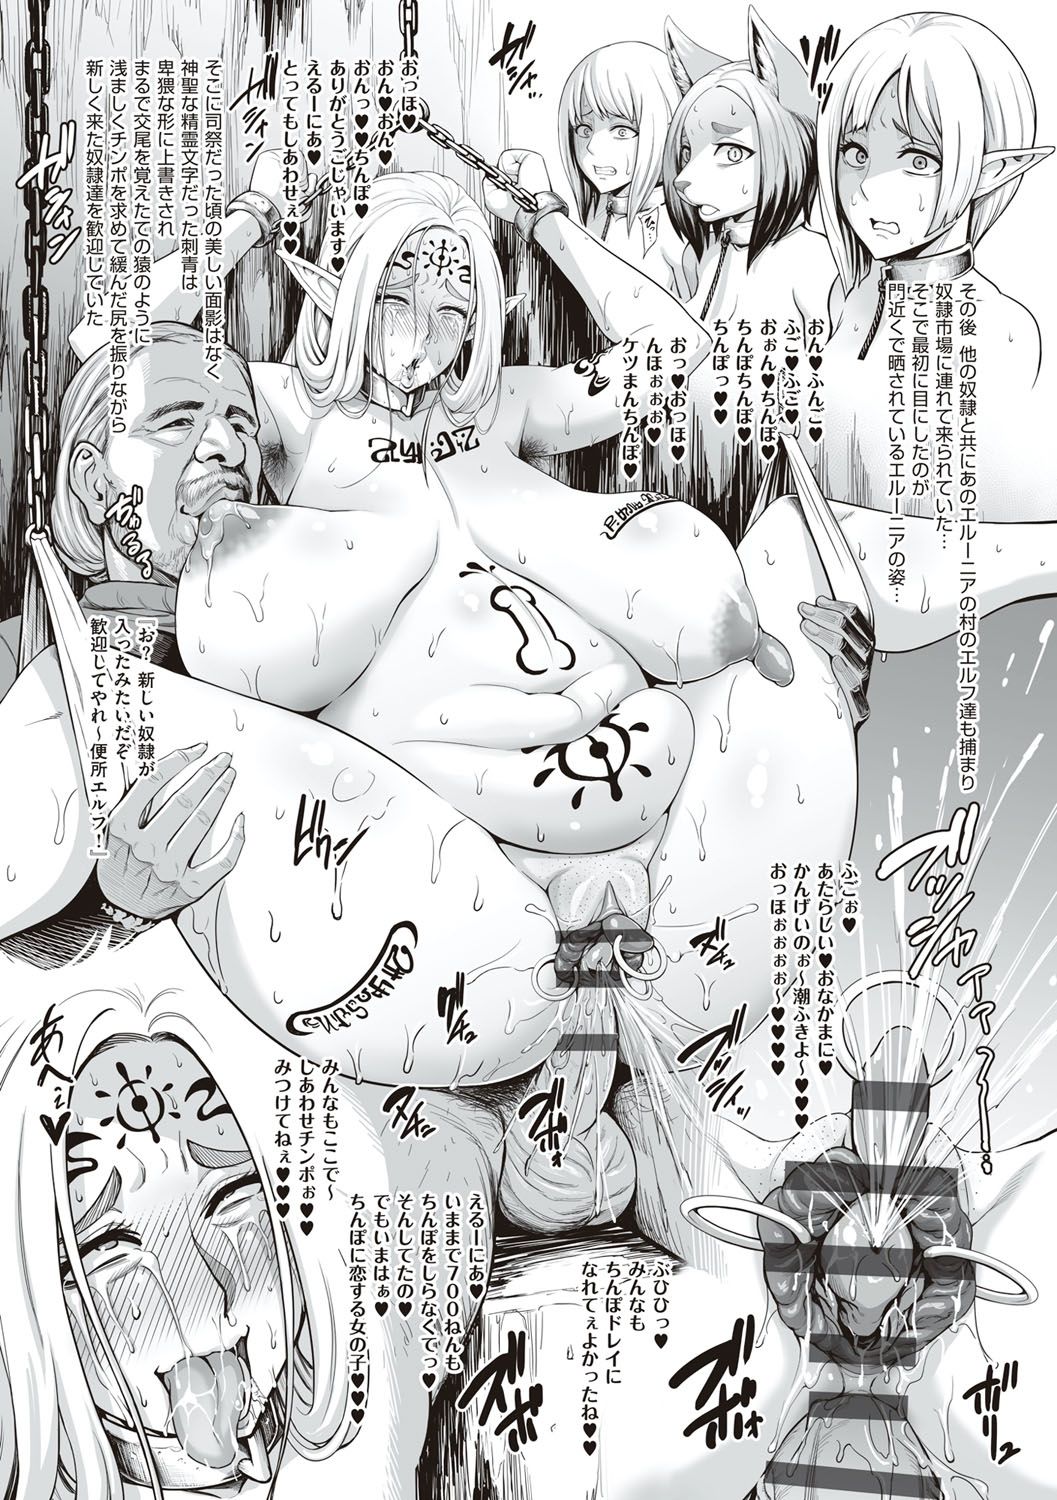 その後 他の奴隷と共にあのエルーニアの村のエルフ達も捕まり
奴隷市場に連れて来られていた…
そこで最初に目にしたのが
門近くで晒されているエルーニアの姿…
おっほ♥
おん♥おん♥
おんっ♥♥ちんぽ♥
ありがとうごじゃいます♥
えるーにぁ♥
とってもしあわせぇ♥♥
そこに司祭だった頃の美しい面影はなく
神聖な精霊文字だった刺青は
卑猥な形に上書きされ
まるで交尾を覚えたての猿のように
浅ましくチンポを求めて緩んだ尻を振りながら
新しく来た奴隷達を歓迎していた
おん♥ふんご♥
ふご♥ふご♥
おぉん♥ちんぽ♥
ちんぽちんぽ♥
ちんぽっ♥♥
おっ♥おっほ♥
んほぉぉぉ♥
ケツまんちんぽ♥
『お? 新しい奴隷が
入ったみたいだぞ
歓迎してやれ〜便所エルフ!』
ふごぉ♥
あたらしい♥おなかまに♥
かんげいのぉ〜潮ふきよ〜♥♥♥
おっほぉぉぉぉ〜♥♥♥♥
みんなもここで〜
しあわせチンポぉ♥♥
みつけてねぇ♥♥♥♥
えるーにあ♥
いままで700ねんも
ちんぽをしらなくてっ♥
そんしてたの♥
でもいまはぁ♥
ちんぽに恋する女の子♥♥♥
ぶひひっ♥
みんなも
ちんぽドレイに
なれてぇよかったね♥♥
あへ〜♥
ビクン
ズボ
ズボォ